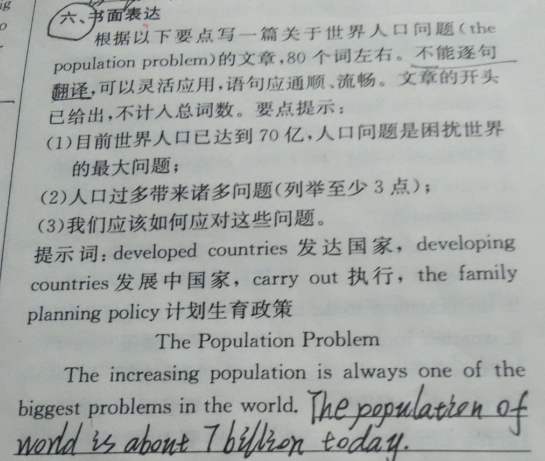 六、书面表达
根据以下要点写一篇关于世界人口问题(the
population problem)的文章,80个词左右。不能逐句
翻译,可以灵活应用,语句应通顺、流畅。文章的开头
已给出,不计入总词数。要点提示:
(1)目前世界人口已达到70亿,人口问题是困扰世界
的最大问题;
(2)人口过多带来诸多问题(列举至少3点);
(3)我们应该如何应对这些问题。
提示词:developed countries 发达国家, developing
countries 发展中国家, carry out 执行, the family
planning policy 计划生育政策
The Population Problem
The increasing population is always one of the
biggest problems in the world. The population of
world is about 7 billion today.